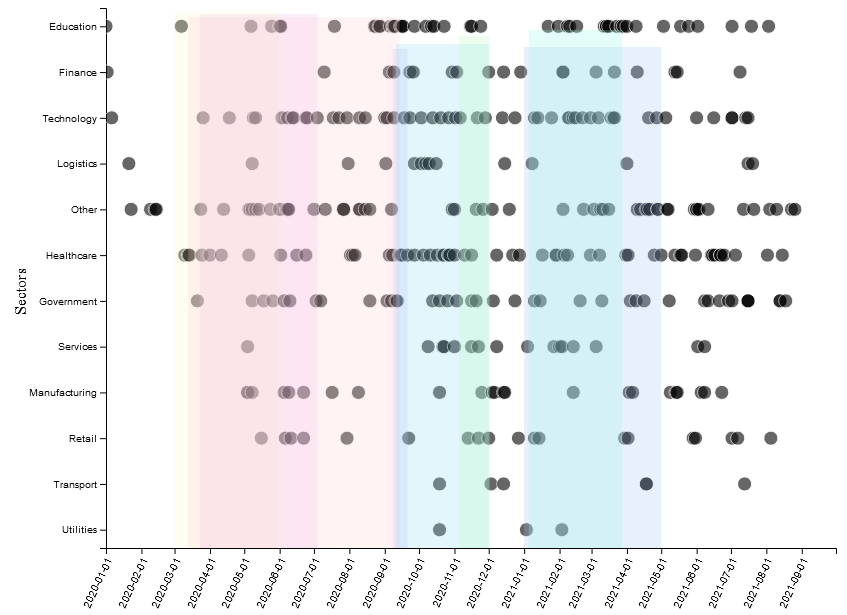 Education
Finance
Technology
Logistics
Other
Healthcare
Government
Services
Manufacturing
Retail
Transport
Utilities
Sectors
2020-01-01
2020-02-01
2020-03-01
2020-04-01
2020-05-01
2020-06-01
2020-07-01
2020-08-01
2020-09-01
2020-10-01
2020-11-01
2020-12-01
2021-01-01
2021-02-01
2021-03-01
2021-04-01
2021-05-01
2021-06-01
2021-07-01
2021-08-01
2021-09-01